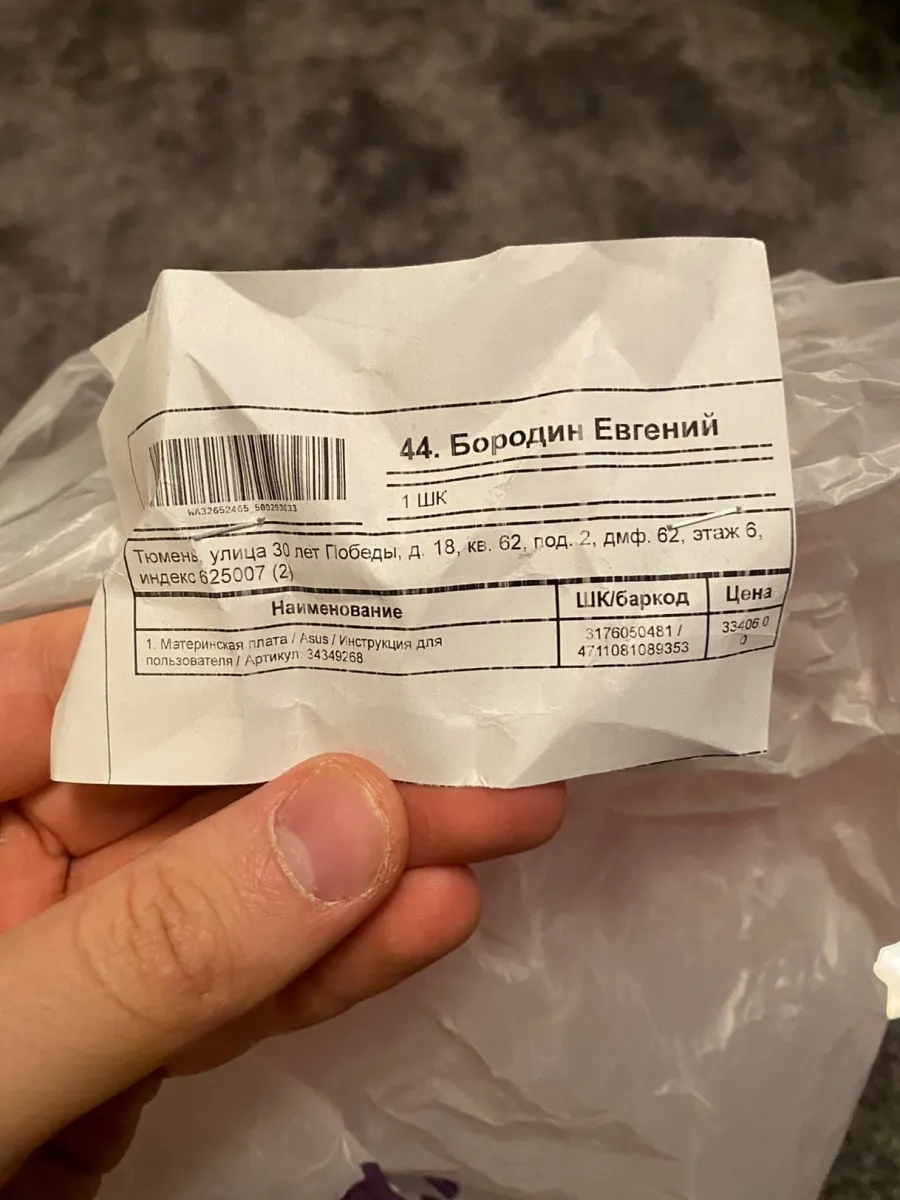 44. Бородин Евгений
WA32652465_500293033
1 ШК
Тюмень, улица 30 лет Победы, д. 18, кв. 62, под. 2, дмф. 62, этаж 6,
индекс 625007 (2)
Наименование ШК/баркод Цена
1. Материнская плата / Asus / Инструкция для
пользователя / Артикул: 34349268
3176050481 /
4711081089353
33406.0
0